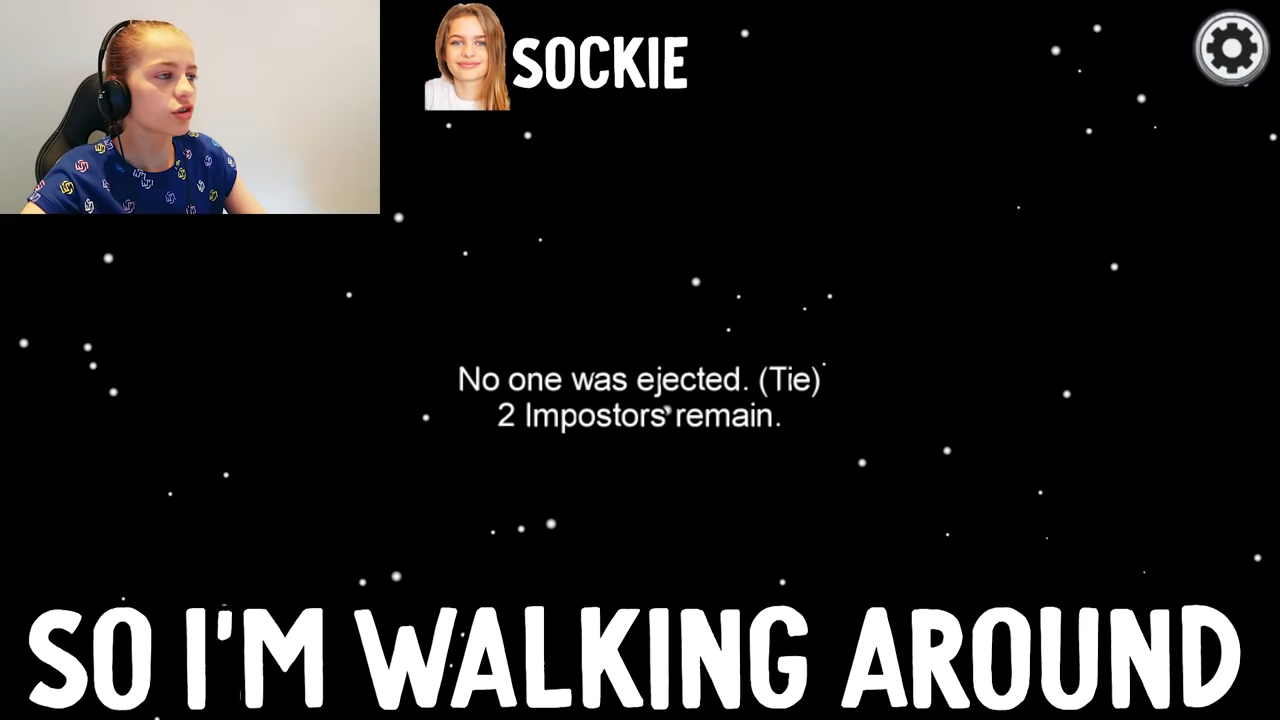 SOCKIE
No one was ejected. (Tie)
2 Impostors remain.
SO I'M WALKING AROUND